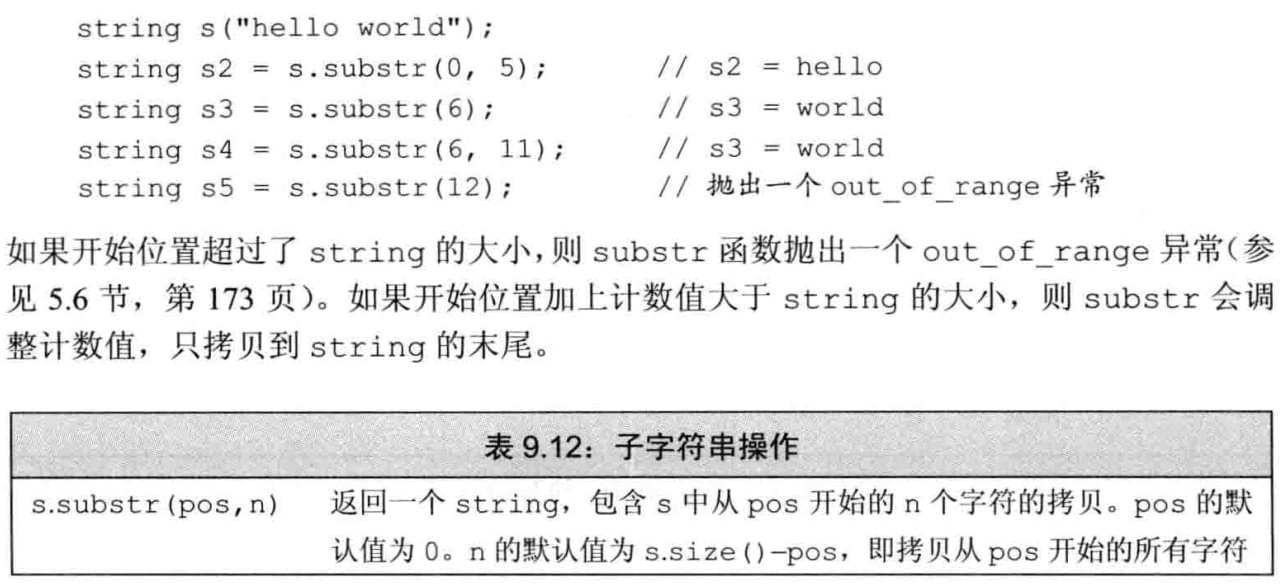 string s("hello world");
string s2 = s.substr(0, 5); // s2 = hello
string s3 = s.substr(6); // s3 = world
string s4 = s.substr(6, 11); // s3 = world
string s5 = s.substr(12); // 抛出一个 out_of_range 异常
如果开始位置超过了 string 的大小，则 substr 函数抛出一个 out_of_range 异常（参
见 5.6 节，第 173 页）。如果开始位置加上计数值大于 string 的大小，则 substr 会调
整计数值，只拷贝到 string 的末尾。
表 9.12：子字符串操作
s.substr(pos,n) 返回一个 string，包含 s 中从 pos 开始的 n 个字符的拷贝。pos 的默
认值为 0。n 的默认值为 s.size()–pos，即拷贝从 pos 开始的所有字符